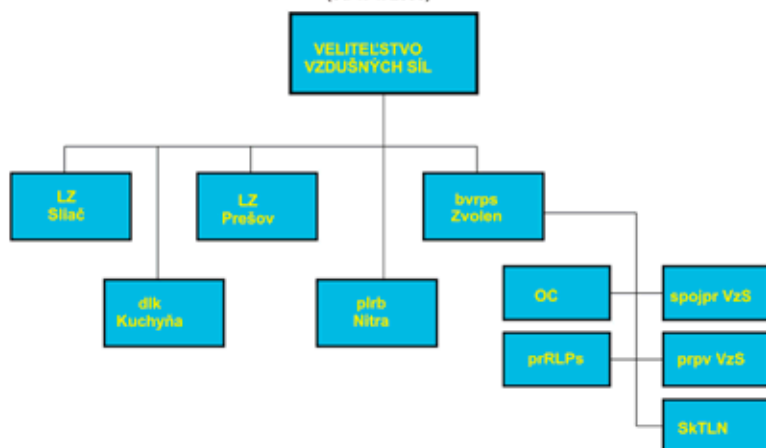 VELITEĽSTVO
VZDUŠNÝCH SÍL
LZ
Sliač
LZ
Prešov
bvrps
Zvolen
dlk
Kuchyňa
plrb
Nitra
OC
spojpr VzS
prRLPs
prpv VzS
SkTLN